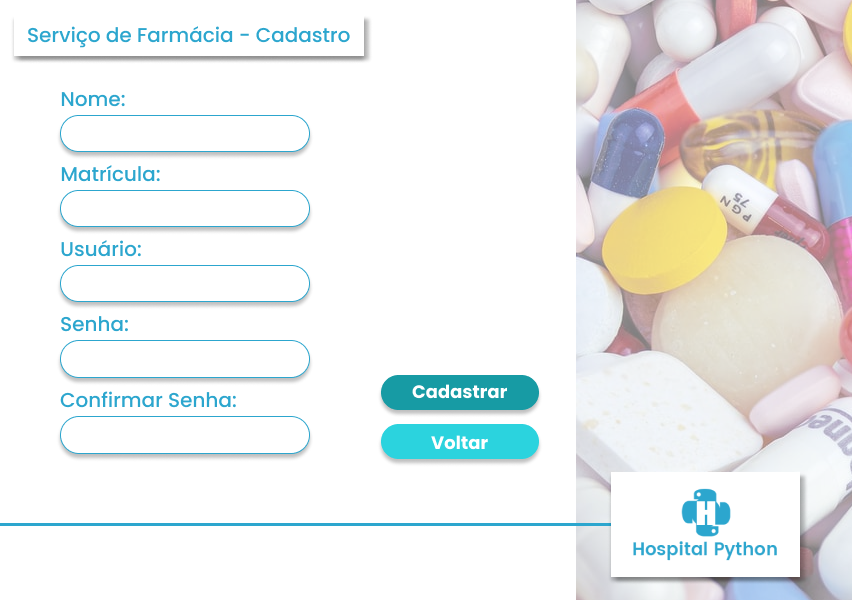 Serviço de Farmácia - Cadastro
Nome:
Matrícula:
Usuário:
Senha:
Confirmar Senha:
Cadastrar
Voltar
PGN
75
H
Hospital Python